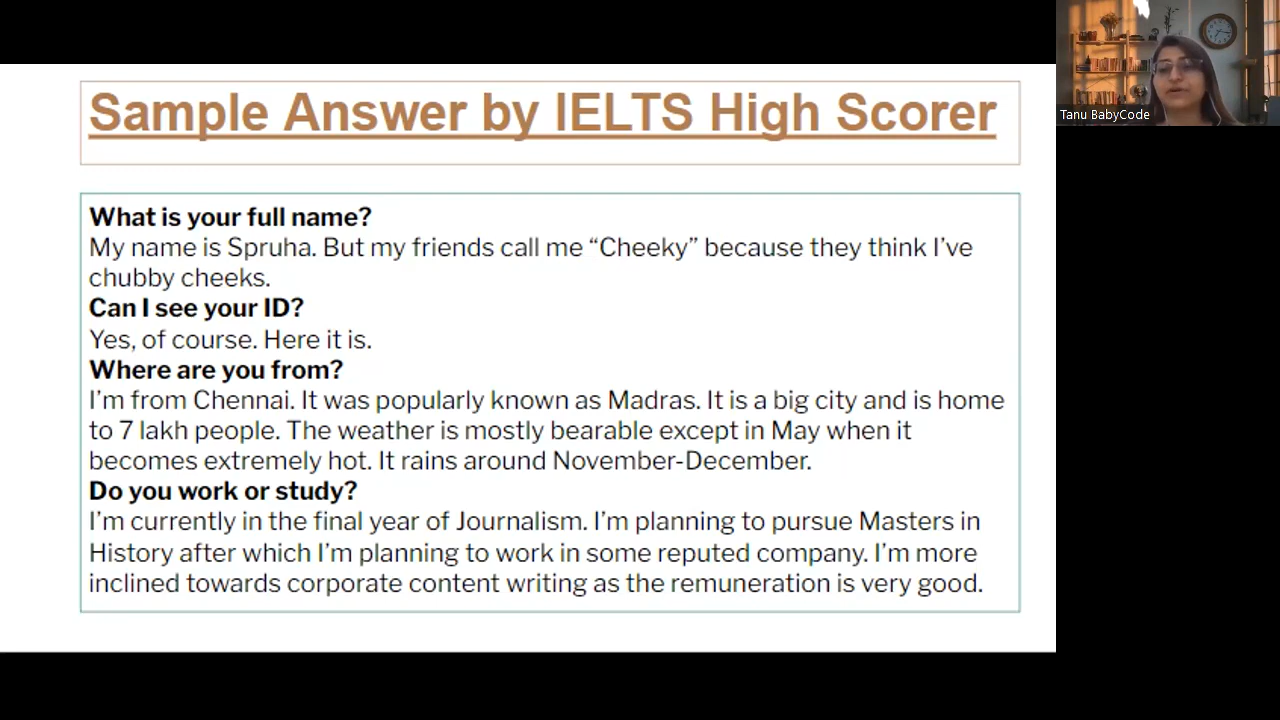 Sample Answer by IELTS High Scorer
What is your full name?
My name is Spruha. But my friends call me “Cheeky” because they think I’ve
chubby cheeks.
Can I see your ID?
Yes, of course. Here it is.
Where are you from?
I’m from Chennai. It was popularly known as Madras. It is a big city and is home
to 7 lakh people. The weather is mostly bearable except in May when it
becomes extremely hot. It rains around November-December.
Do you work or study?
I’m currently in the final year of Journalism. I’m planning to pursue Masters in
History after which I’m planning to work in some reputed company. I’m more
inclined towards corporate content writing as the remuneration is very good.
Tanu BabyCode